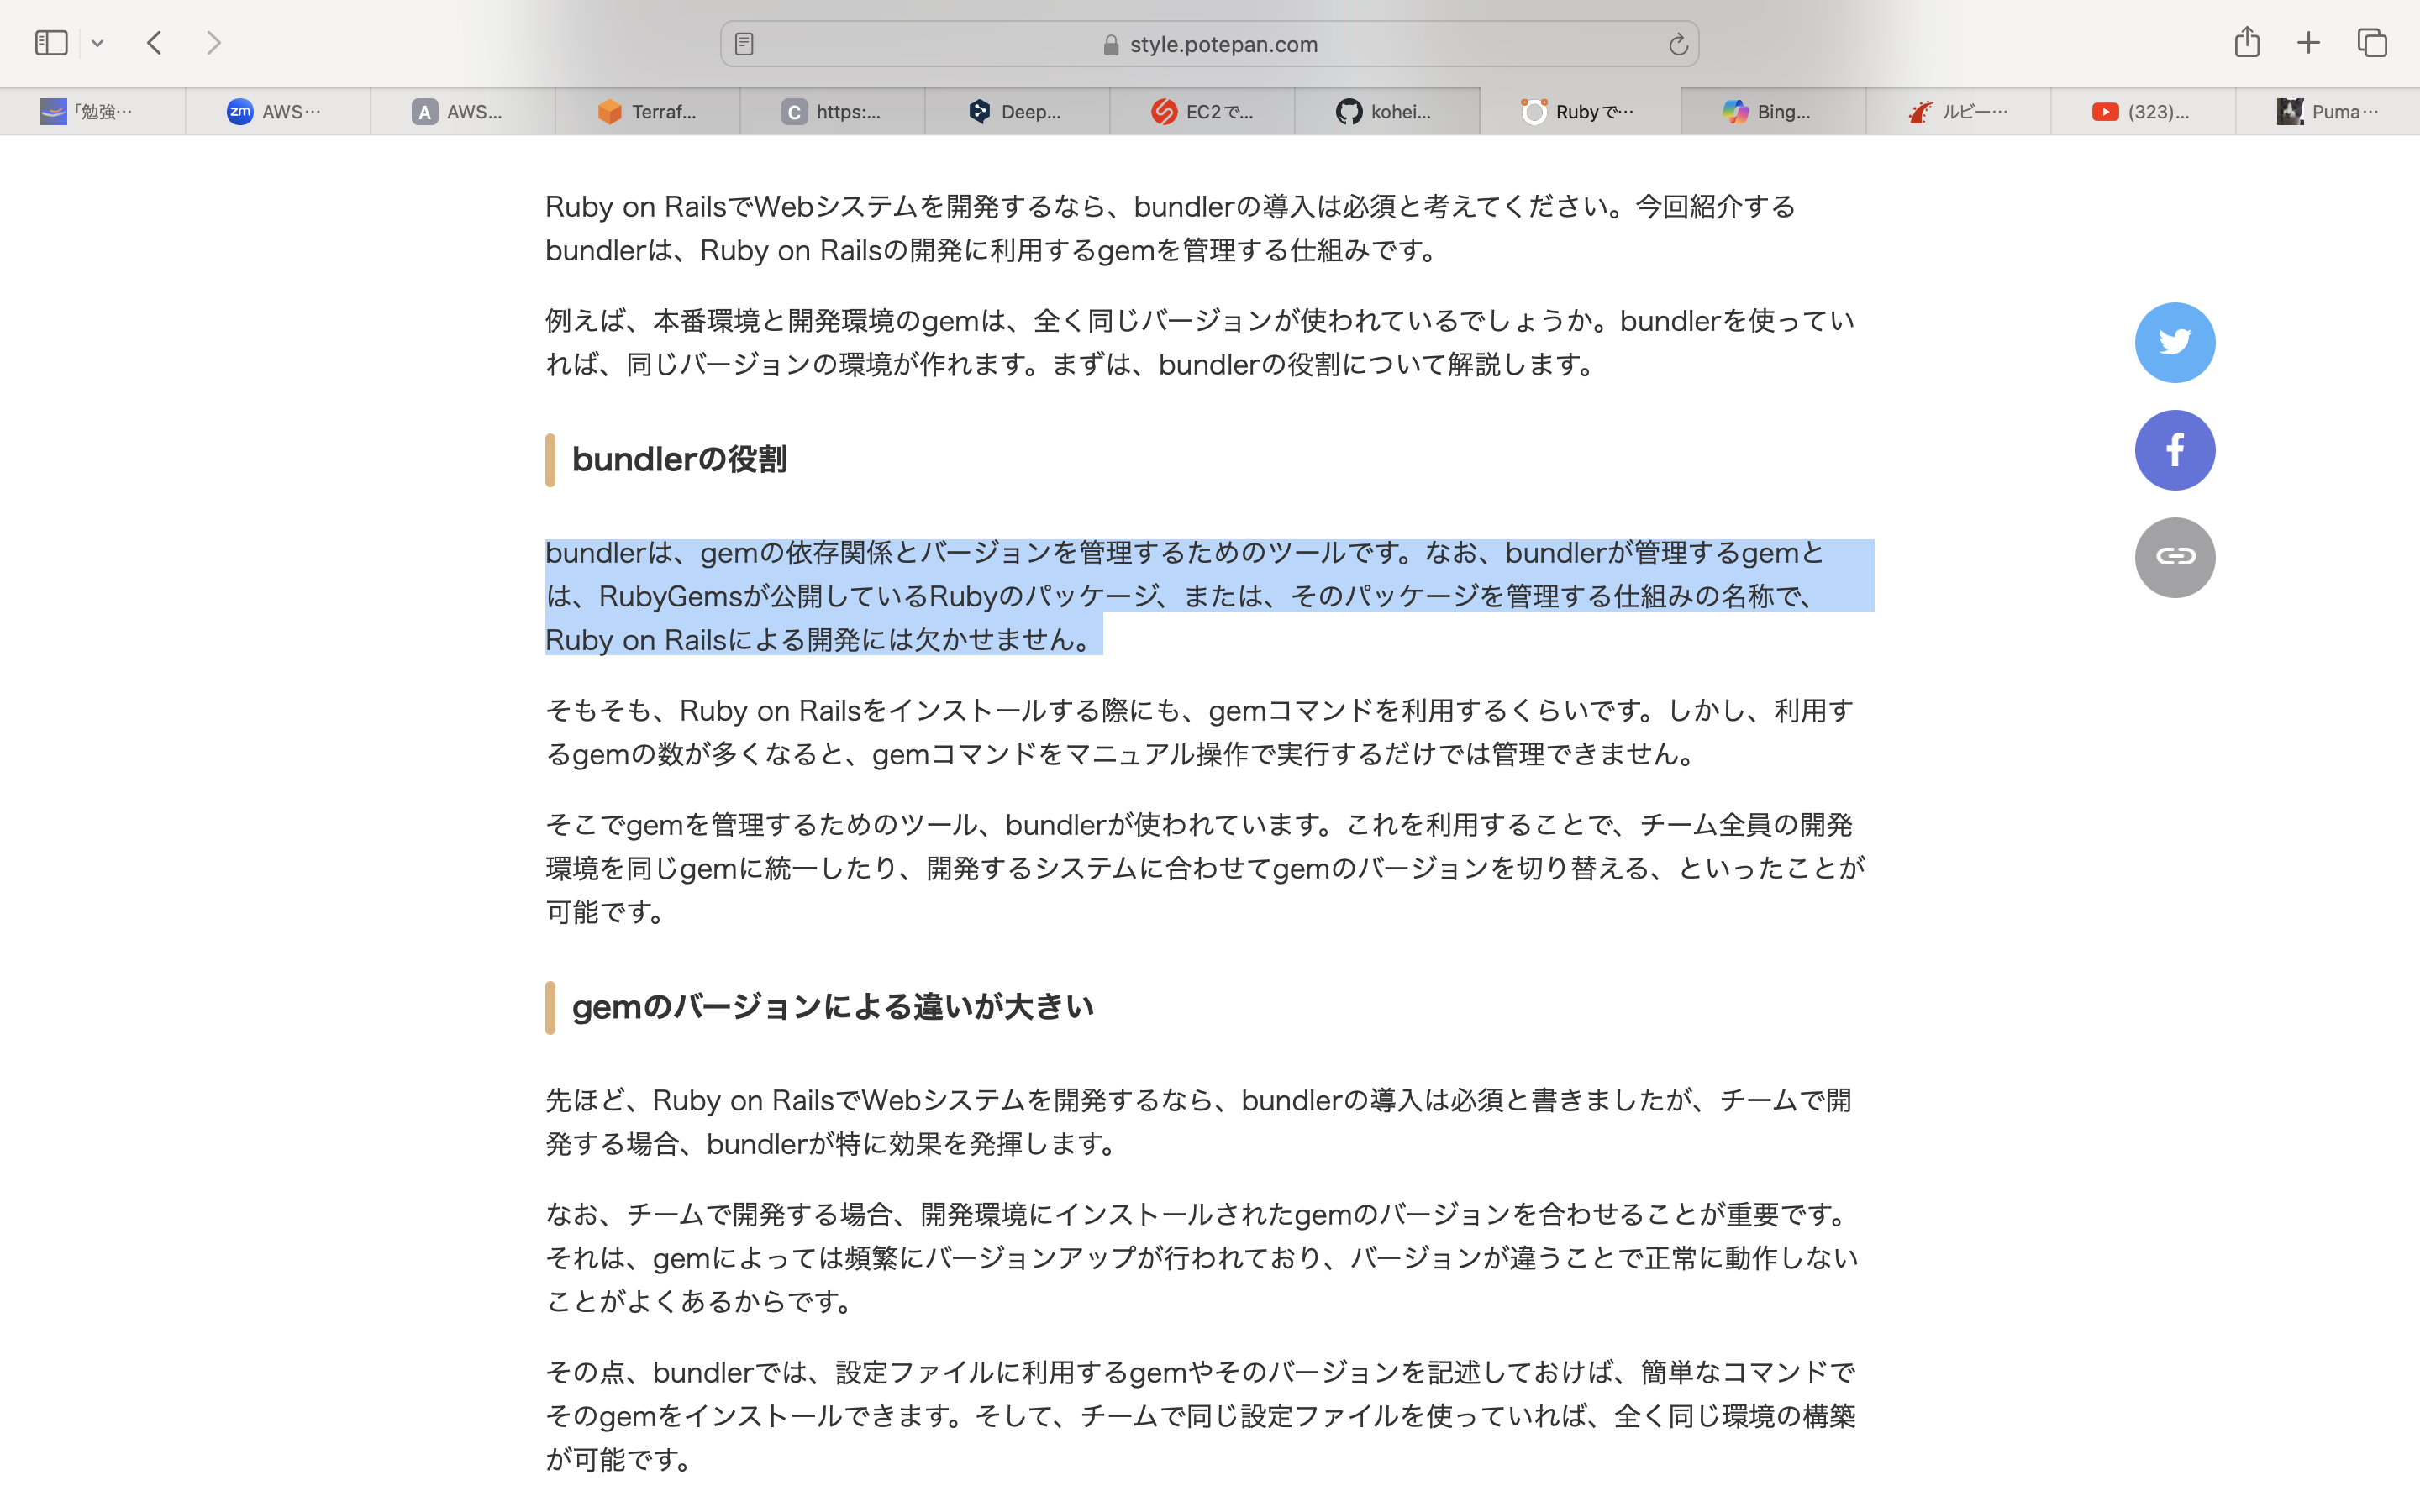 style.potepan.com
「勉強…
zm AWS…
A AWS...
Terraf...
C https:...
Deep...
EC2で...
kohei...
Rubyで…
Bing...
ルビー…
(323)...
Puma…
Ruby on RailsでWebシステムを開発するなら、bundlerの導入は必須と考えてください。今回紹介する
bundlerは、Ruby on Railsの開発に利用するgemを管理する仕組みです。
例えば、本番環境と開発環境のgemは、全く同じバージョンが使われているでしょうか。bundlerを使ってい
れば、同じバージョンの環境が作れます。まずは、bundlerの役割について解説します。
bundlerの役割
bundlerは、gemの依存関係とバージョンを管理するためのツールです。なお、bundlerが管理するgemと
は、RubyGemsが公開しているRubyのパッケージ、または、そのパッケージを管理する仕組みの名称で、
Ruby on Railsによる開発には欠かせません。
そもそも、Ruby on Railsをインストールする際にも、gemコマンドを利用するくらいです。しかし、利用す
るgemの数が多くなると、gemコマンドをマニュアル操作で実行するだけでは管理できません。
そこでgemを管理するためのツール、bundlerが使われています。これを利用することで、チーム全員の開発
環境を同じgemに統一したり、開発するシステムに合わせてgemのバージョンを切り替える、といったことが
可能です。
gemのバージョンによる違いが大きい
先ほど、Ruby on RailsでWebシステムを開発するなら、bundlerの導入は必須と書きましたが、チームで開
発する場合、bundlerが特に効果を発揮します。
なお、チームで開発する場合、開発環境にインストールされたgemのバージョンを合わせることが重要です。
それは、gemによっては頻繁にバージョンアップが行われており、バージョンが違うことで正常に動作しない
ことがよくあるからです。
その点、bundlerでは、設定ファイルに利用するgemやそのバージョンを記述しておけば、簡単なコマンドで
そのgemをインストールできます。そして、チームで同じ設定ファイルを使っていれば、全く同じ環境の構築
が可能です。